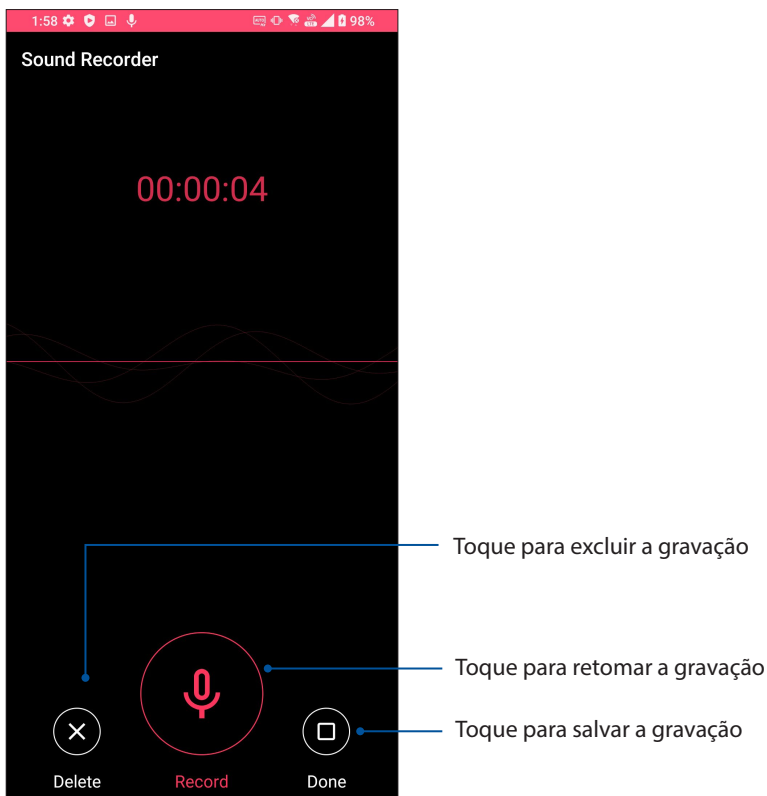 1:58 98%
Sound Recorder
00:00:04
Toque para excluir a gravação
Toque para retomar a gravação
Toque para salvar a gravação
Delete Record Done